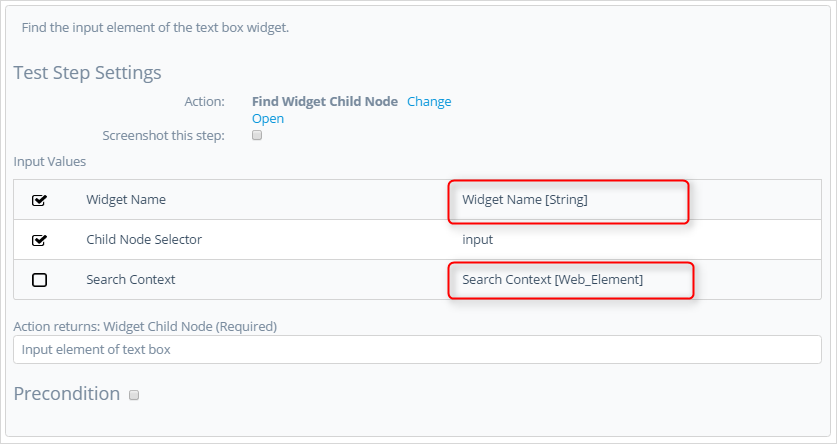 Find the input element of the text box widget.
Test Step Settings
Action: Find Widget Child Node Change
Open
Screenshot this step:
Input Values
Widget Name Widget Name [String]
Child Node Selector input
Search Context Search Context [Web_Element]
Action returns: Widget Child Node (Required)
Input element of text box
Precondition